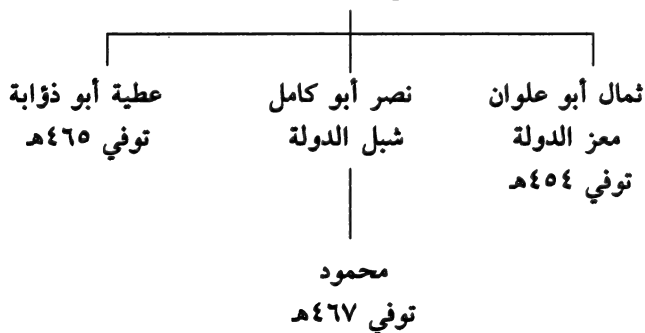 ثمال أبو علوان
معز الدولة
توفي ٤٥٤هـ
نصر أبو كامل
شبل الدولة
عطية أبو ذؤابة
توفي ٤٦٥هـ
محمود
توفي ٤٦٧هـ